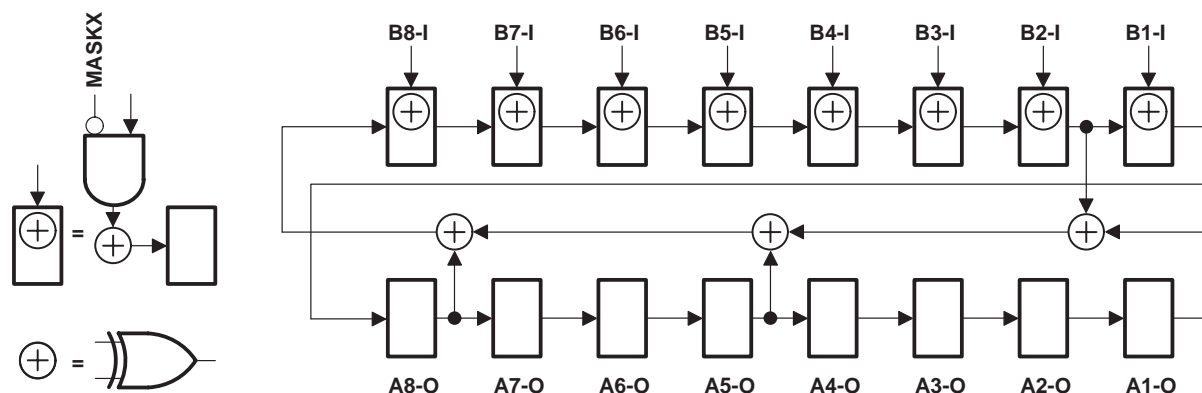 MASKX
=
=
B8-I B7-I B6-I B5-I B4-I B3-I B2-I B1-I
A8-O A7-O A6-O A5-O A4-O A3-O A2-O A1-O